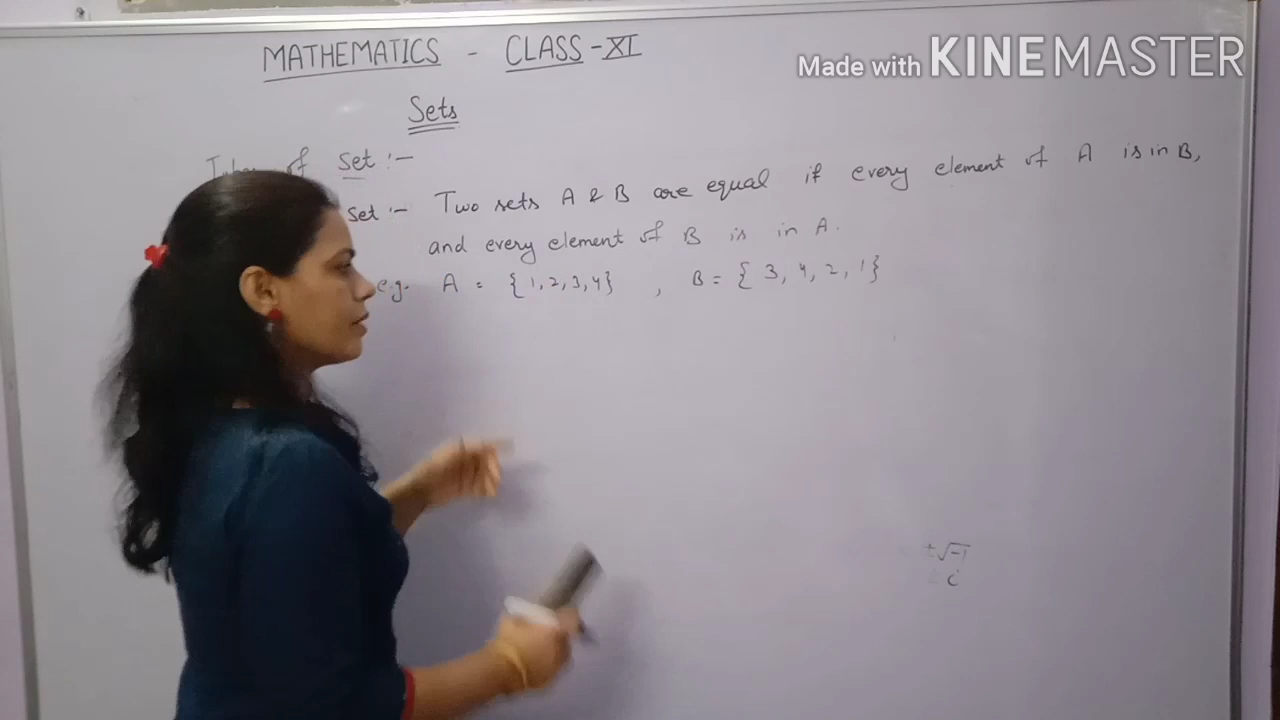 Made with KINEMASTER
MATHEMATICS - CLASS - XI
Sets
of set :-
set :- Two sets A & B are equal if every element of A is in B,
and every element of B is in A.
e.g. A = {1,2,3,4} , B = { 3, 4, 2, 1}
±√-1
i